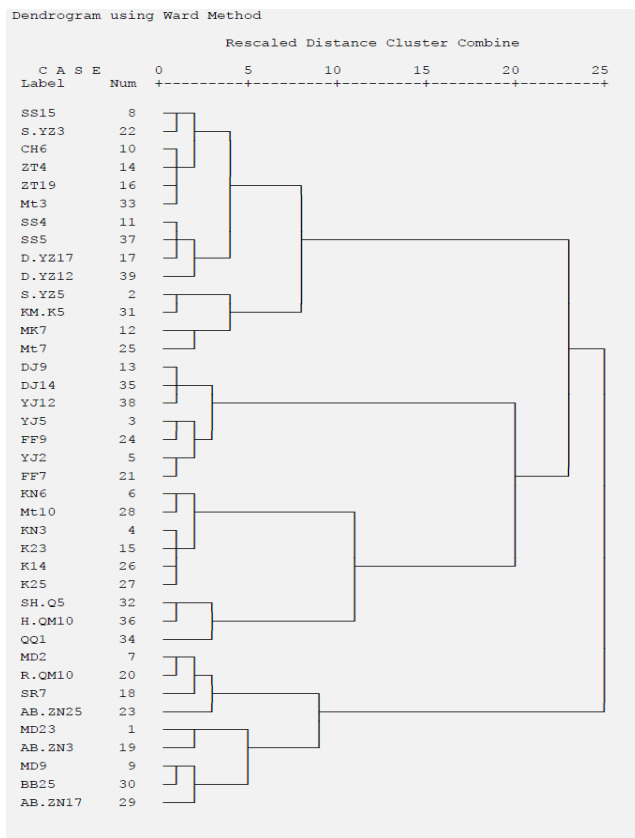 Dendrogram using Ward Method
Rescaled Distance Cluster Combine
C A S E 0 5 10 15 20 25
Label Num +---------+---------+---------+---------+---------+
SS15 8
S.YZ3 22
CH6 10
ZT4 14
ZT19 16
Mt3 33
SS4 11
SS5 37
D.YZ17 17
D.YZ12 39
S.YZ5 2
KM.K5 31
MK7 12
Mt7 25
DJ9 13
DJ14 35
YJ12 38
YJ5 3
FF9 24
YJ2 5
FF7 21
KN6 6
Mt10 28
KN3 4
K23 15
K14 26
K25 27
SH.Q5 32
H.QM10 36
QQ1 34
MD2 7
R.QM10 20
SR7 18
AB.ZN25 23
MD23 1
AB.ZN3 19
MD9 9
BB25 30
AB.ZN17 29